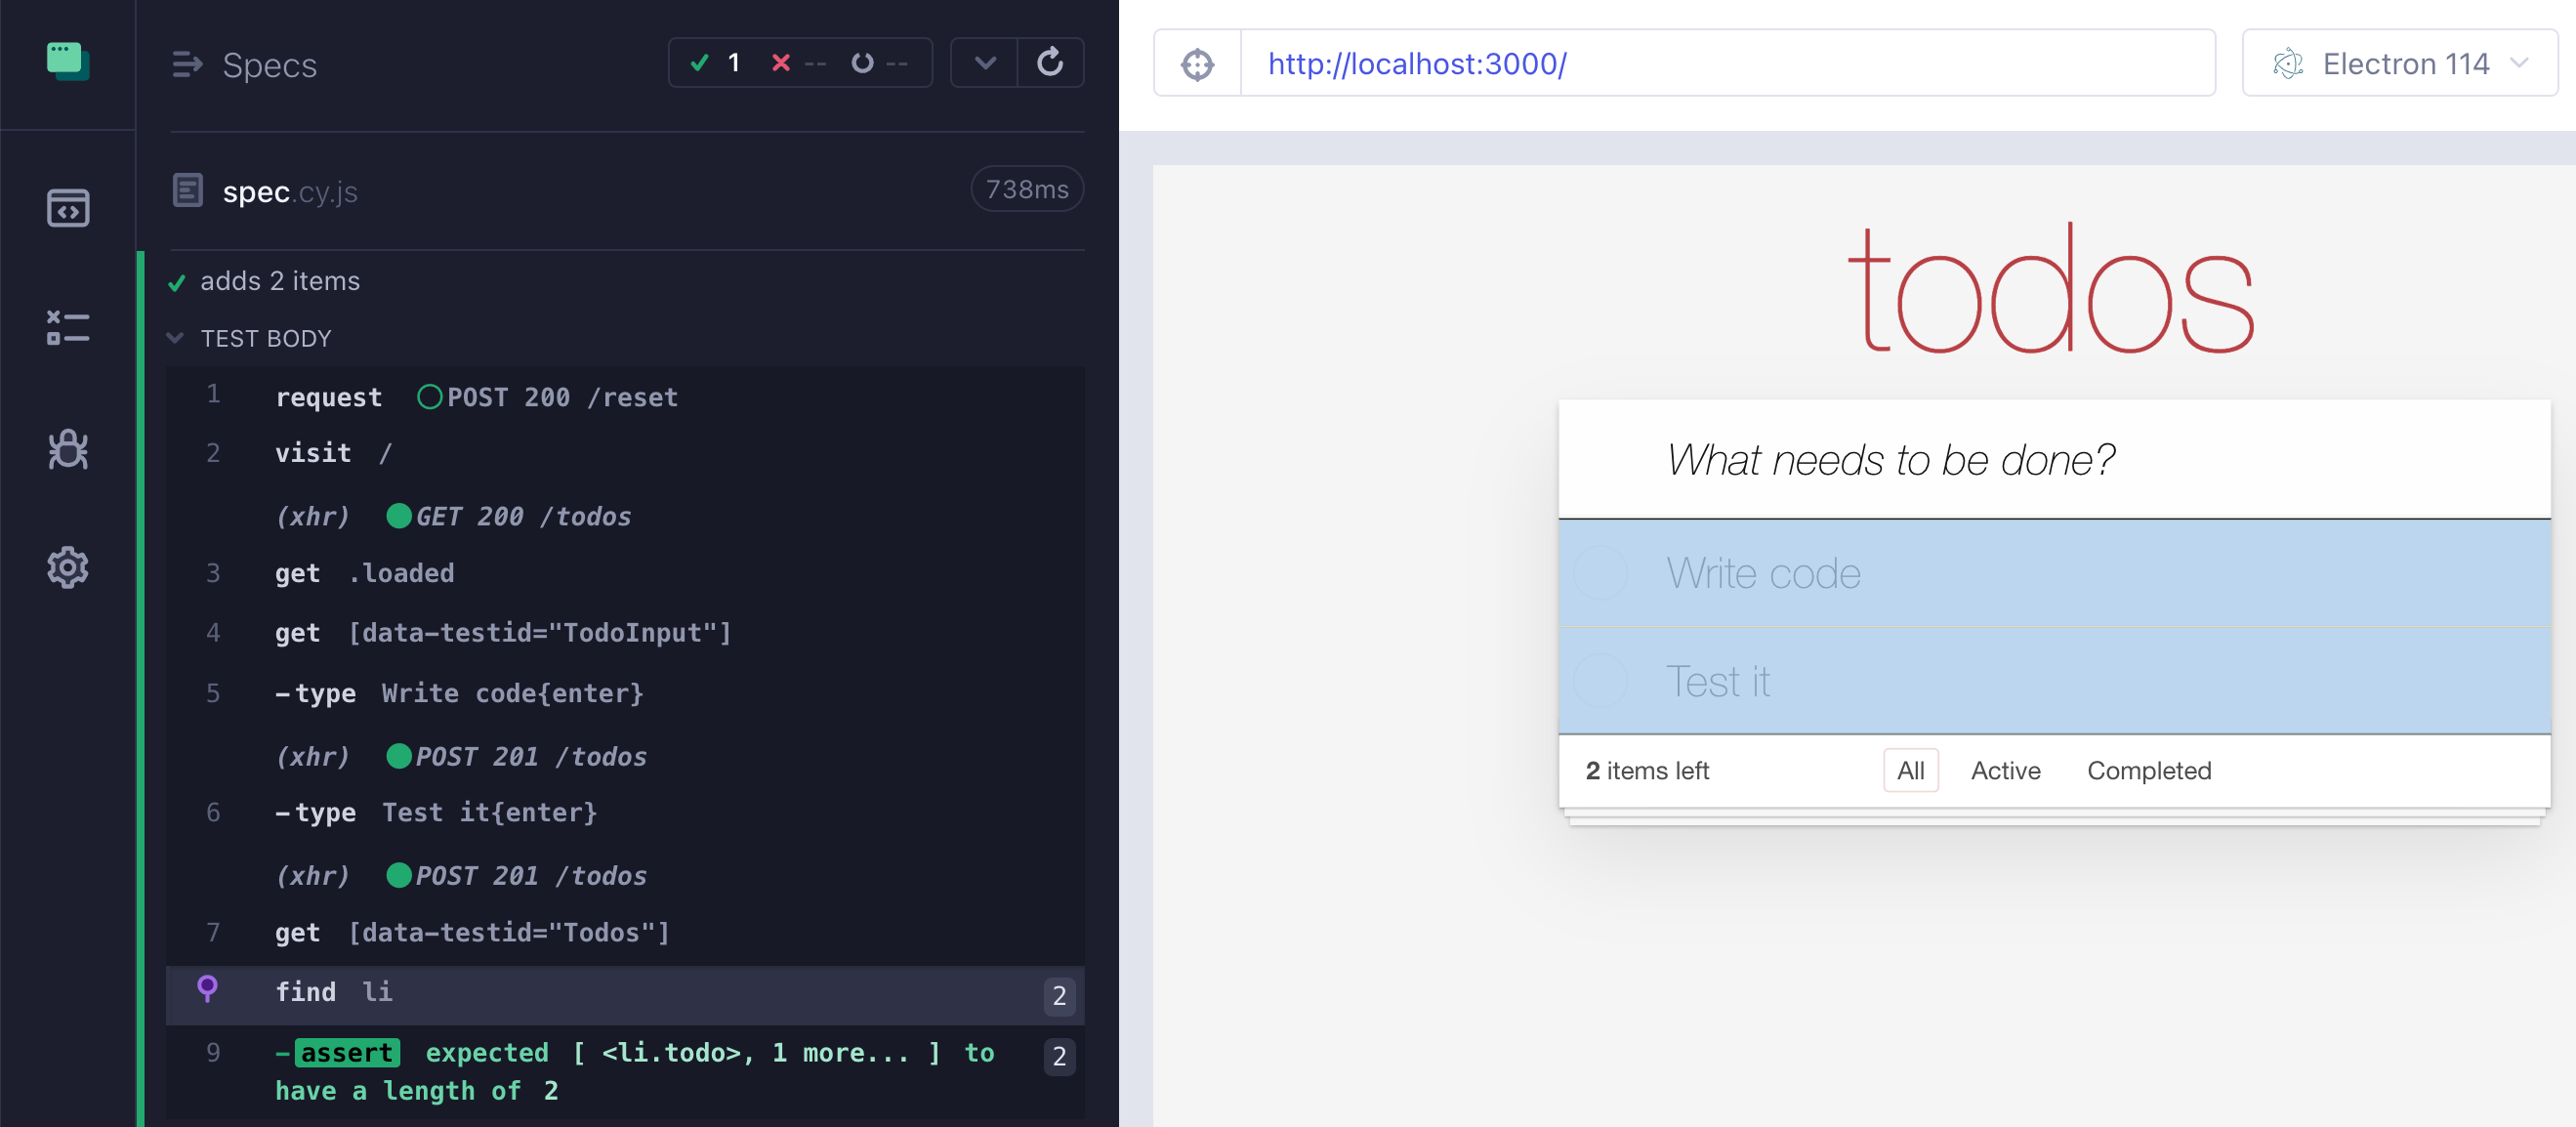 Specs
1 -- --
spec.cy.js
738ms
adds 2 items
TEST BODY
1 request POST 200 /reset
2 visit /
(xhr) GET 200 /todos
3 get .loaded
4 get [data-testid="TodoInput"]
5 -type Write code{enter}
(xhr) POST 201 /todos
6 -type Test it{enter}
(xhr) POST 201 /todos
7 get [data-testid="Todos"]
find li 2
9 -assert expected [ <li.todo>, 1 more... ] to 2
have a length of 2
http://localhost:3000/
Electron 114
todos
What needs to be done?
Write code
Test it
2 items left All Active Completed